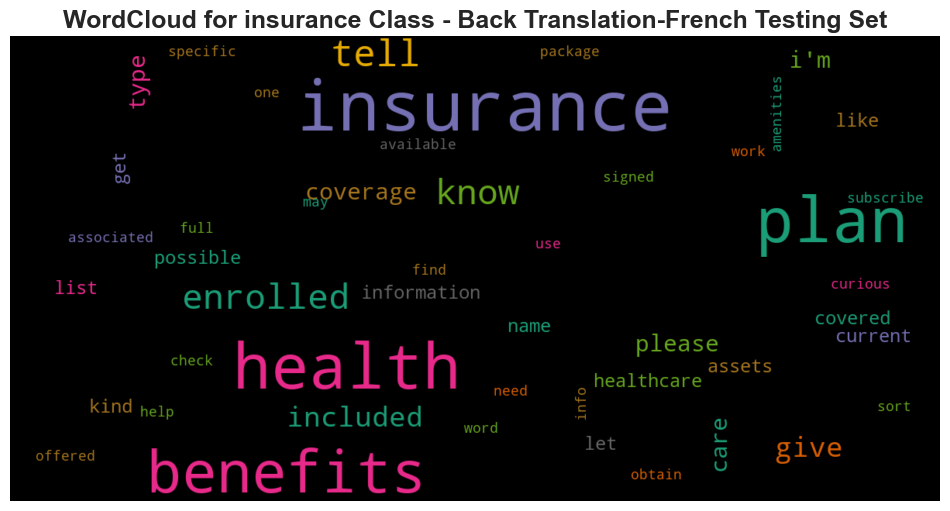 WordCloud for insurance Class - Back Translation-French Testing Set
specific
tell
package
i'm
type
insurance
one
amenities
like
available
work
get
signed
coverage
know
may
subscribe
plan
full
associated
use
possible
find
list
enrolled
information
curious
name
covered
current
please
check
health
assets
healthcare
need
info
kind
help
included
sort
word
let
care
give
offered
benefits
obtain